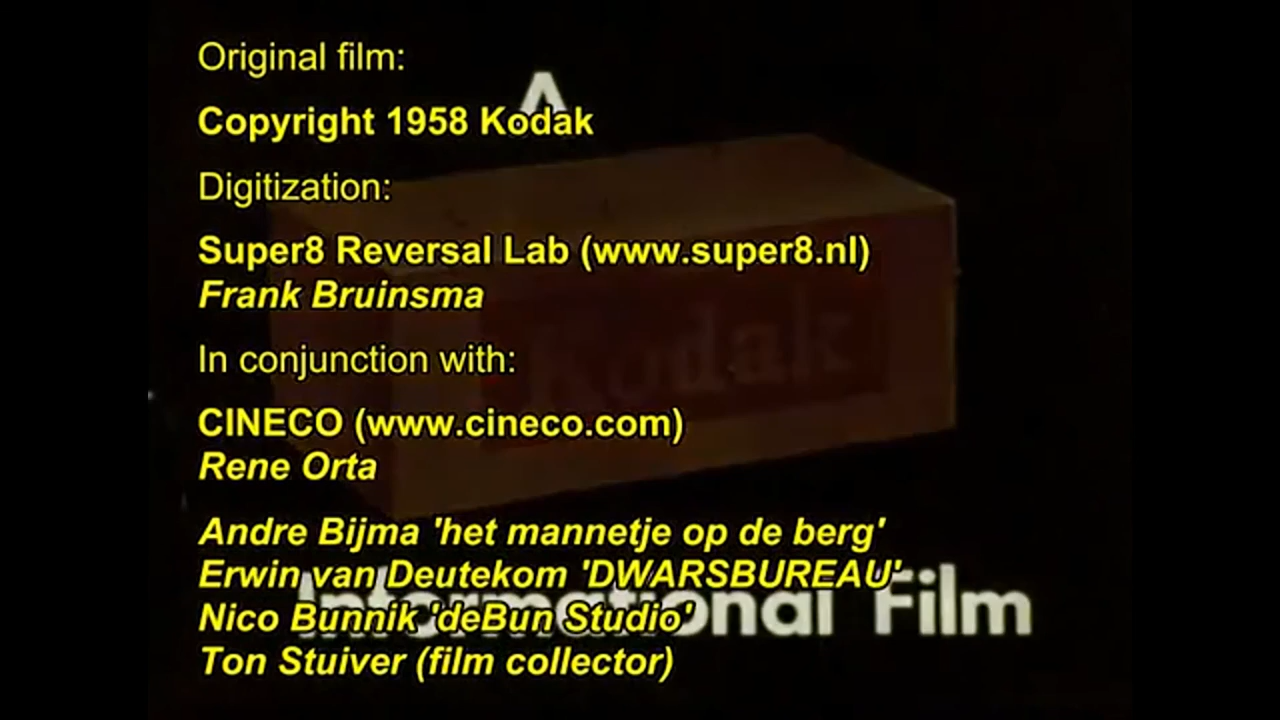 A
Original film:
Copyright 1958 Kodak
Digitization:
Super8 Reversal Lab (www.super8.nl)
Frank Bruinsma
Kodak
In conjunction with:
CINECO (www.cineco.com)
Rene Orta
Andre Bijma 'het mannetje op de berg'
Erwin van Deutekom 'DWARSBUREAU'
Nico Bunnik 'deBun Studio'
Ton Stuiver (film collector)
International Film